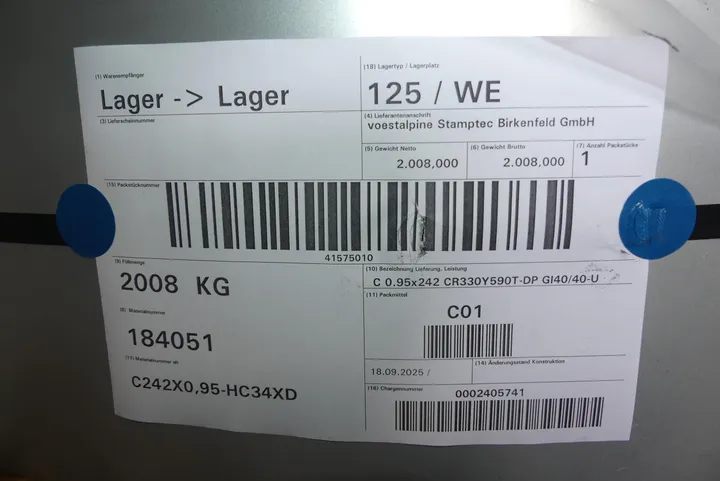 (1) Warenempfänger
Lager -> Lager
(3) Lieferscheinnummer
(18) Lagertyp / Lagerplatz
125 / WE
(4) Lieferantenanschrift
voestalpine Stamptec Birkenfeld GmbH
(5) Gewicht Netto
2.008,000
(6) Gewicht Brutto
2.008,000
(7) Anzahl Packstücke
1
(15) Packstücknummer
41575010
(9) Füllmenge
2008 KG
(8) Materialnummer
184051
(17) Materialnummer alt
C242X0,95-HC34XD
(10) Bezeichnung Lieferung, Leistung
C 0.95x242 CR330Y590T-DP GI40/40-U
(11) Packmittel
C01
18.09.2025 /
(14) Änderungsstand Konstruktion
(16) Chargennummer
0002405741